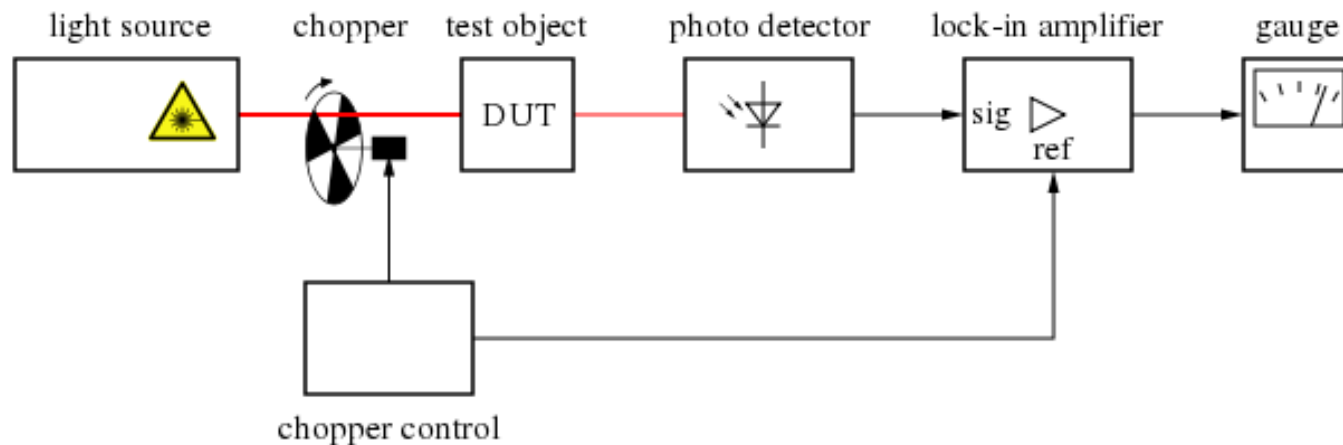 light source
chopper
test object
photo detector
lock-in amplifier
gauge
DUT
sig
ref
chopper control